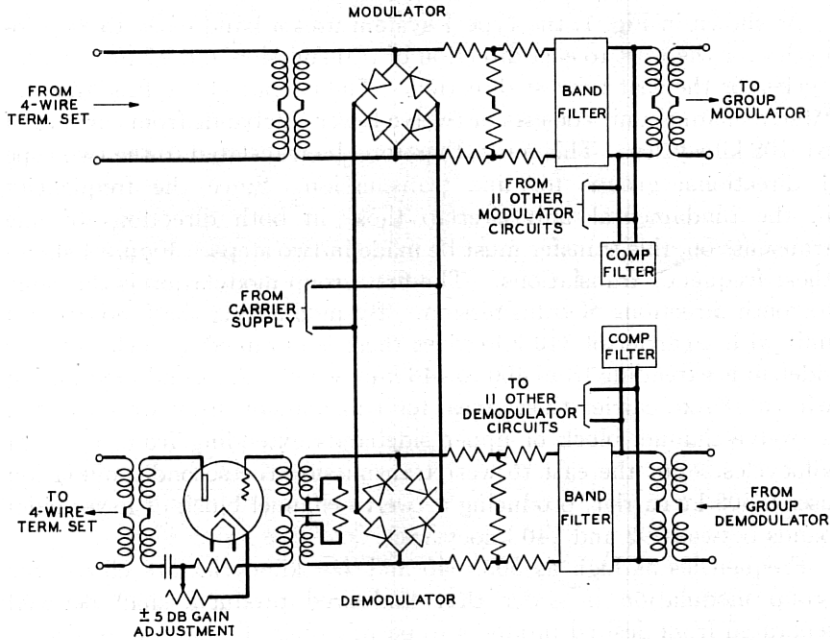 MODULATOR
FROM
4-WIRE
TERM. SET
BAND
FILTER
TO
GROUP
MODULATOR
FROM
11 OTHER
MODULATOR
CIRCUITS
COMP
FILTER
FROM
CARRIER
SUPPLY
COMP
FILTER
TO
11 OTHER
DEMODULATOR
CIRCUITS
TO
4-WIRE
TERM. SET
BAND
FILTER
FROM
GROUP
DEMODULATOR
± 5 DB GAIN
ADJUSTMENT
DEMODULATOR